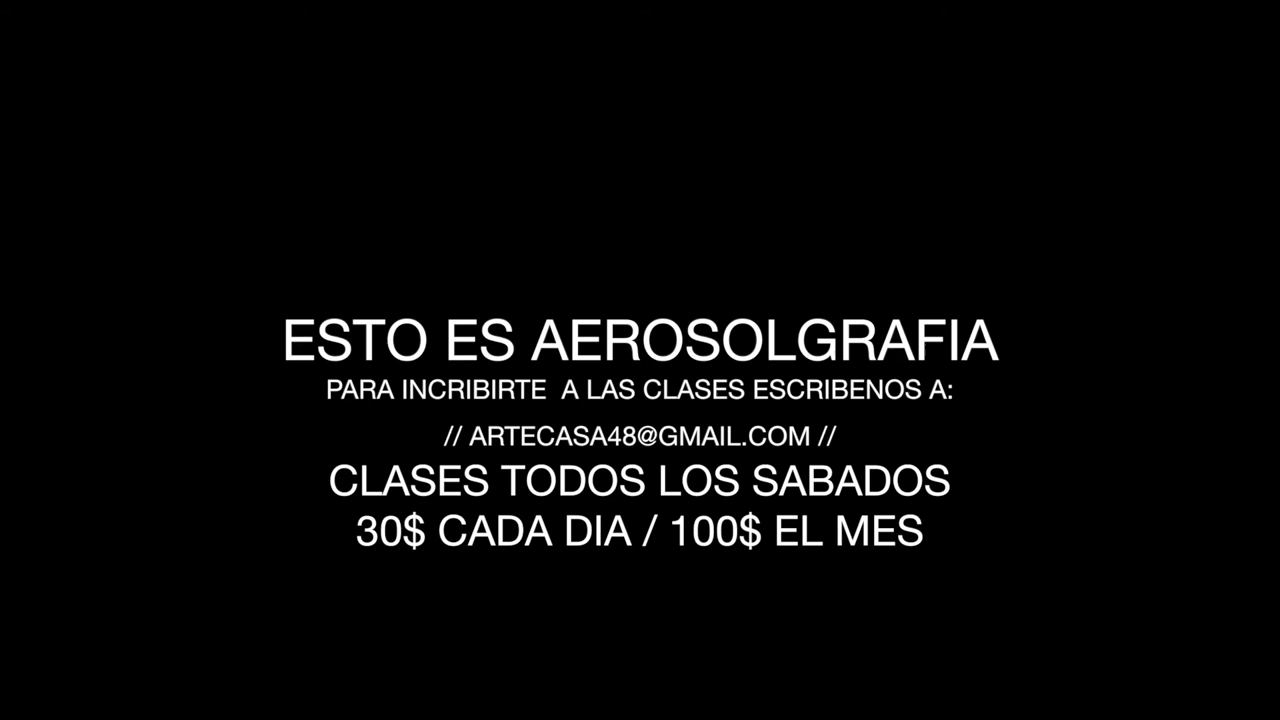 ESTO ES AEROSOLGRAFIA
PARA INCRIBIRTE  A LAS CLASES ESCRIBENOS A:
// ARTECASA48@GMAIL.COM //
CLASES TODOS LOS SABADOS
30$ CADA DIA / 100$ EL MES